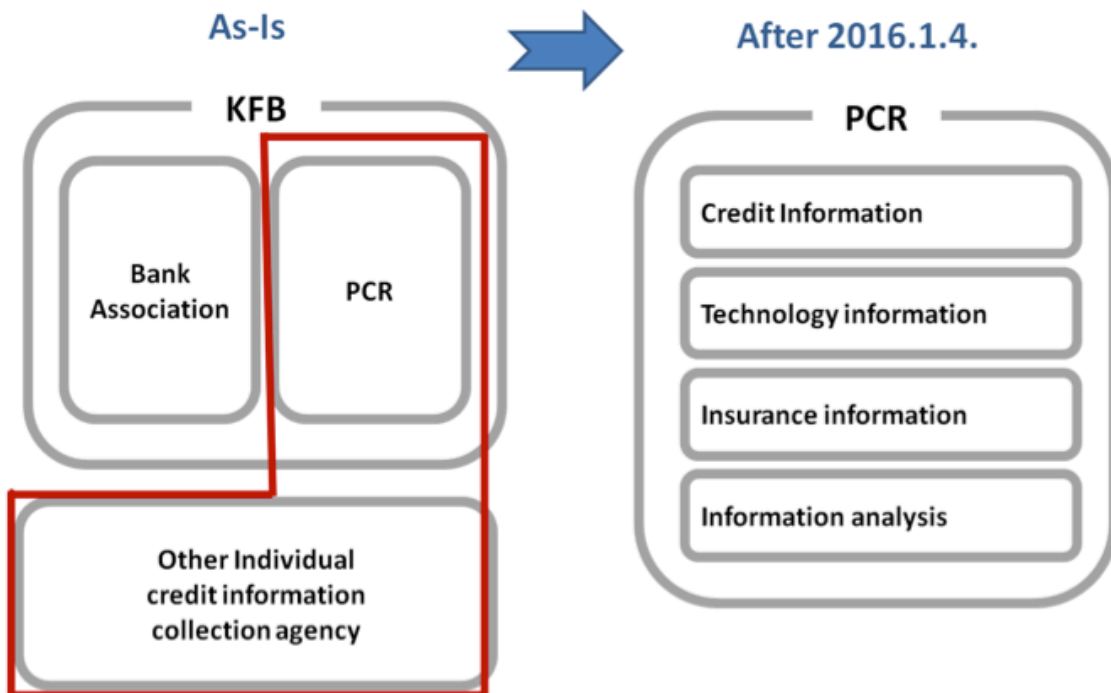 As-Is
After 2016.1.4.
KFB
Bank
Association
PCR
Other Individual
credit information
collection agency
PCR
Credit Information
Technology information
Insurance information
Information analysis